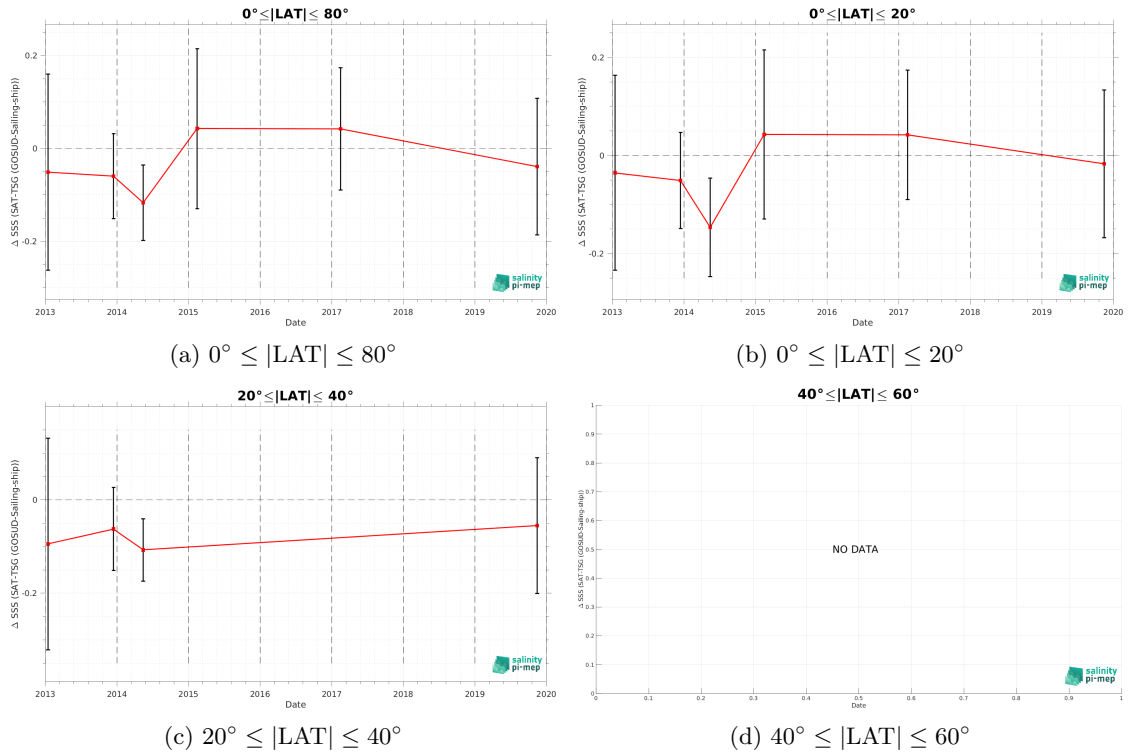 0°≤|LAT|≤ 80°
Δ SSS (SAT-TSG (GOSUD-Sailing-ship))
0.2
0
-0.2
2013 2014 2015 2016 2017 2018 2019 2020
Date
salinity
pi-mep
(a) 0° ≤ |LAT| ≤ 80°
0°≤|LAT|≤ 20°
Δ SSS (SAT-TSG (GOSUD-Sailing-ship))
0.2
0
-0.2
2013 2014 2015 2016 2017 2018 2019 2020
Date
salinity
pi-mep
(b) 0° ≤ |LAT| ≤ 20°
20°≤|LAT|≤ 40°
Δ SSS (SAT-TSG (GOSUD-Sailing-ship))
0
-0.2
2013 2014 2015 2016 2017 2018 2019 2020
Date
salinity
pi-mep
(c) 20° ≤ |LAT| ≤ 40°
40°≤|LAT|≤ 60°
Δ SSS (SAT-TSG (GOSUD-Sailing-ship))
1
0.9
0.8
0.7
0.6
0.5
0.4
0.3
0.2
0.1
0
NO DATA
0 0.1 0.2 0.3 0.4 0.5 0.6 0.7 0.8 0.9 1
Date
salinity
pi-mep
(d) 40° ≤ |LAT| ≤ 60°